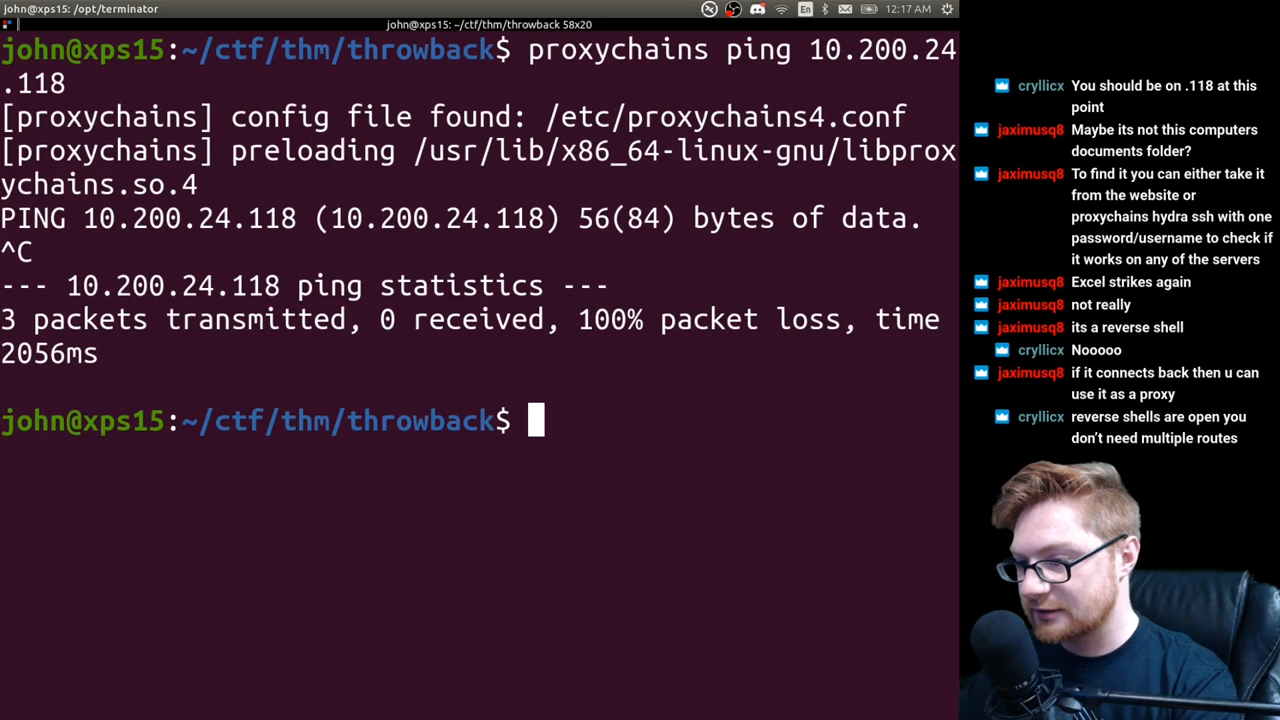 john@xps15: /opt/terminator
En
12:17 AM
john@xps15: ~/ctf/thm/throwback 58x20
john@xps15:~/ctf/thm/throwback$ proxychains ping 10.200.24
.118
[proxychains] config file found: /etc/proxychains4.conf
[proxychains] preloading /usr/lib/x86_64-linux-gnu/libprox
ychains.so.4
PING 10.200.24.118 (10.200.24.118) 56(84) bytes of data.
^C
--- 10.200.24.118 ping statistics ---
3 packets transmitted, 0 received, 100% packet loss, time
2056ms
john@xps15:~/ctf/thm/throwback$
cryllicx You should be on .118 at this
point
jaximusq8 Maybe its not this computers
documents folder?
jaximusq8 To find it you can either take it
from the website or
proxychains hydra ssh with one
password/username to check if
it works on any of the servers
jaximusq8 Excel strikes again
jaximusq8 not really
jaximusq8 its a reverse shell
cryllicx Nooooo
jaximusq8 if it connects back then u can
use it as a proxy
cryllicx reverse shells are open you
don’t need multiple routes